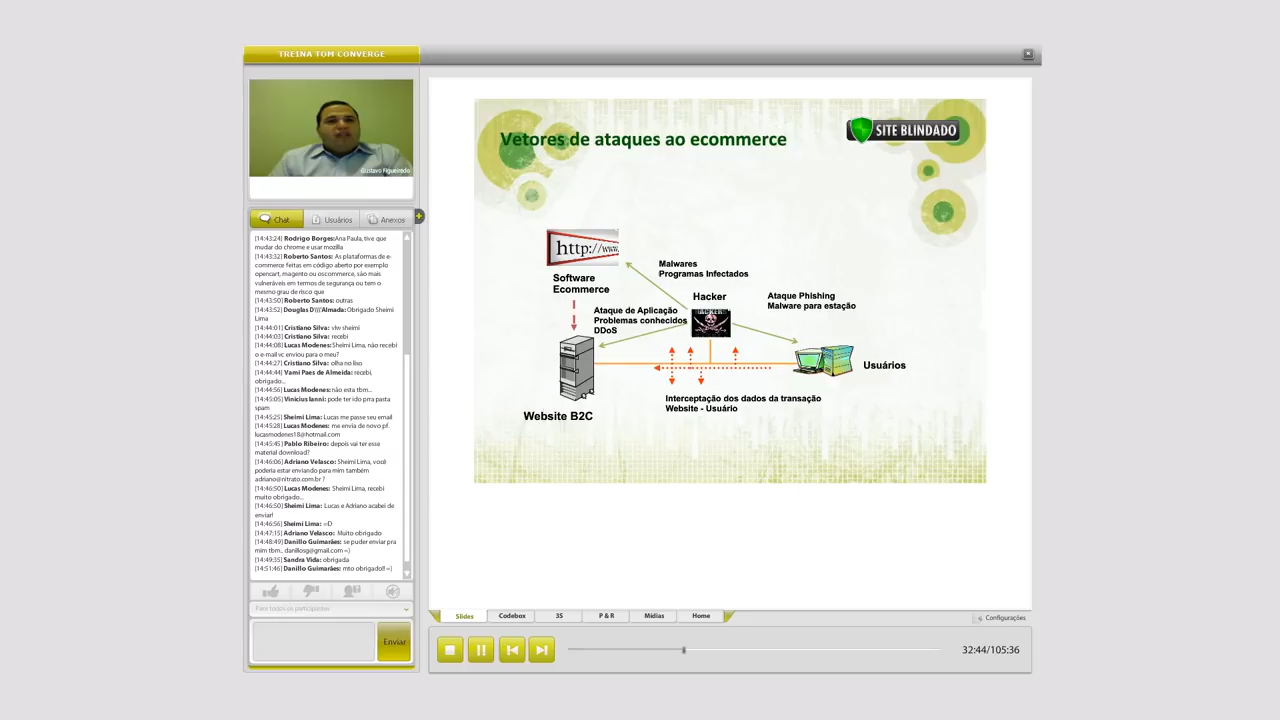 TREINA TOM CONVERGE
Gustavo Figueiredo
Chat
Usuários
Anexos
[14:43:24] Rodrigo Borges:Ana Paula, tive que
mudar do chrome e usar mozilla
[14:43:32] Roberto Santos: As plataformas de e-
commerce feitas em código aberto por exemplo
opencart, magento ou oscommerce, são mais
vulneráveis em termos de segurança ou tem o
mesmo grau de risco que
[14:43:50] Roberto Santos: outras
[14:43:52] Douglas D'\\\'Almada: Obrigado Sheimi
Lima
[14:44:01] Cristiano Silva: vlw sheimi
[14:44:03] Cristiano Silva: recebi
[14:44:08] Lucas Modenes: Sheimi Lima, não recebi
o e-mail vc enviou para o meu?
[14:44:27] Cristiano Silva: olha no lixo
[14:44:44] Vami Paes de Almeida: recebi,
obrigado...
[14:44:56] Lucas Modenes: não esta tbm...
[14:45:05] Vinicius Ianni: pode ter ido prra pasta
spam
[14:45:25] Sheimi Lima: Lucas me passe seu email
[14:45:28] Lucas Modenes: me envia de novo pf.
lucasmodenes18@hotmail.com
[14:45:45] Pablo Ribeiro: depois vai ter esse
material download?
[14:46:06] Adriano Velasco: Sheimi Lima, você
poderia estar enviando para mim também
adriano@nitrato.com.br ?
[14:46:50] Lucas Modenes: Sheimi Lima, recebi
muito obrigado...
[14:46:50] Sheimi Lima: Lucas e Adriano acabei de
enviar!
[14:46:56] Sheimi Lima: =D
[14:47:15] Adriano Velasco: Muito obrigado
[14:48:49] Danillo Guimarães: se puder enviar pra
mim tbm.. danillosg@gmail.com =)
[14:49:35] Sandra Vida: obrigada
[14:51:46] Danillo Guimarães: mto obrigado!! =)
Para todos os participantes
Enviar
Vetores de ataques ao ecommerce
SITE BLINDADO
http://www
Software
Ecommerce
Malwares
Programas Infectados
Hacker
HACKERS
Ataque Phishing
Malware para estação
Ataque de Aplicação
Problemas conhecidos
DDoS
Usuários
Interceptação dos dados da transação
Website - Usuário
Website B2C
Slides
Codebox
3S
P & R
Mídias
Home
Configurações
32:44/105:36